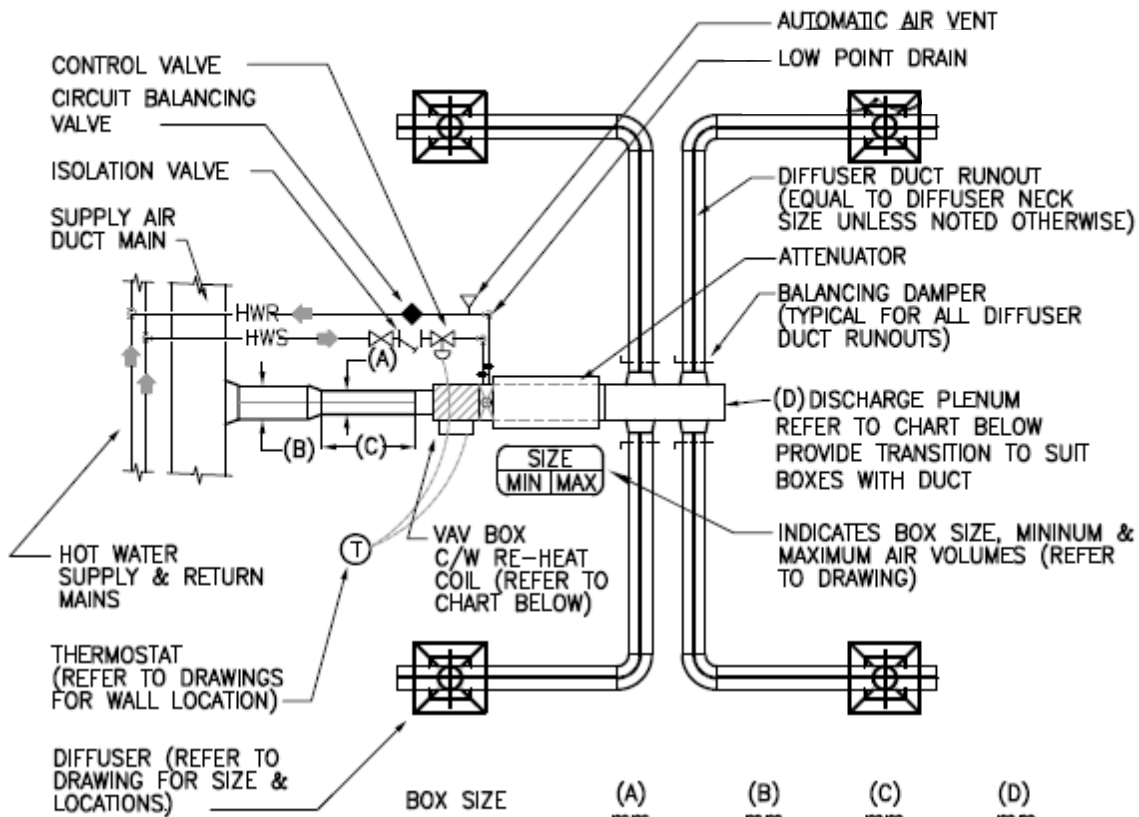 AUTOMATIC AIR VENT
LOW POINT DRAIN
CONTROL VALVE
CIRCUIT BALANCING
VALVE
ISOLATION VALVE
SUPPLY AIR
DUCT MAIN
DIFFUSER DUCT RUNOUT
(EQUAL TO DIFFUSER NECK
SIZE UNLESS NOTED OTHERWISE)
ATTENUATOR
BALANCING DAMPER
(TYPICAL FOR ALL DIFFUSER
DUCT RUNOUTS)
HWR
HWS
(A)
(B)
(C)
(D) DISCHARGE PLENUM
REFER TO CHART BELOW
PROVIDE TRANSITION TO SUIT
BOXES WITH DUCT
SIZE
MIN MAX
INDICATES BOX SIZE, MININUM &
MAXIMUM AIR VOLUMES (REFER
TO DRAWING)
HOT WATER
SUPPLY & RETURN
MAINS
T
VAV BOX
C/W RE-HEAT
COIL (REFER TO
CHART BELOW)
THERMOSTAT
(REFER TO DRAWINGS
FOR WALL LOCATION)
DIFFUSER (REFER TO
DRAWING FOR SIZE &
LOCATIONS)
BOX SIZE (A) (B) (C) (D)
mm mm mm mm